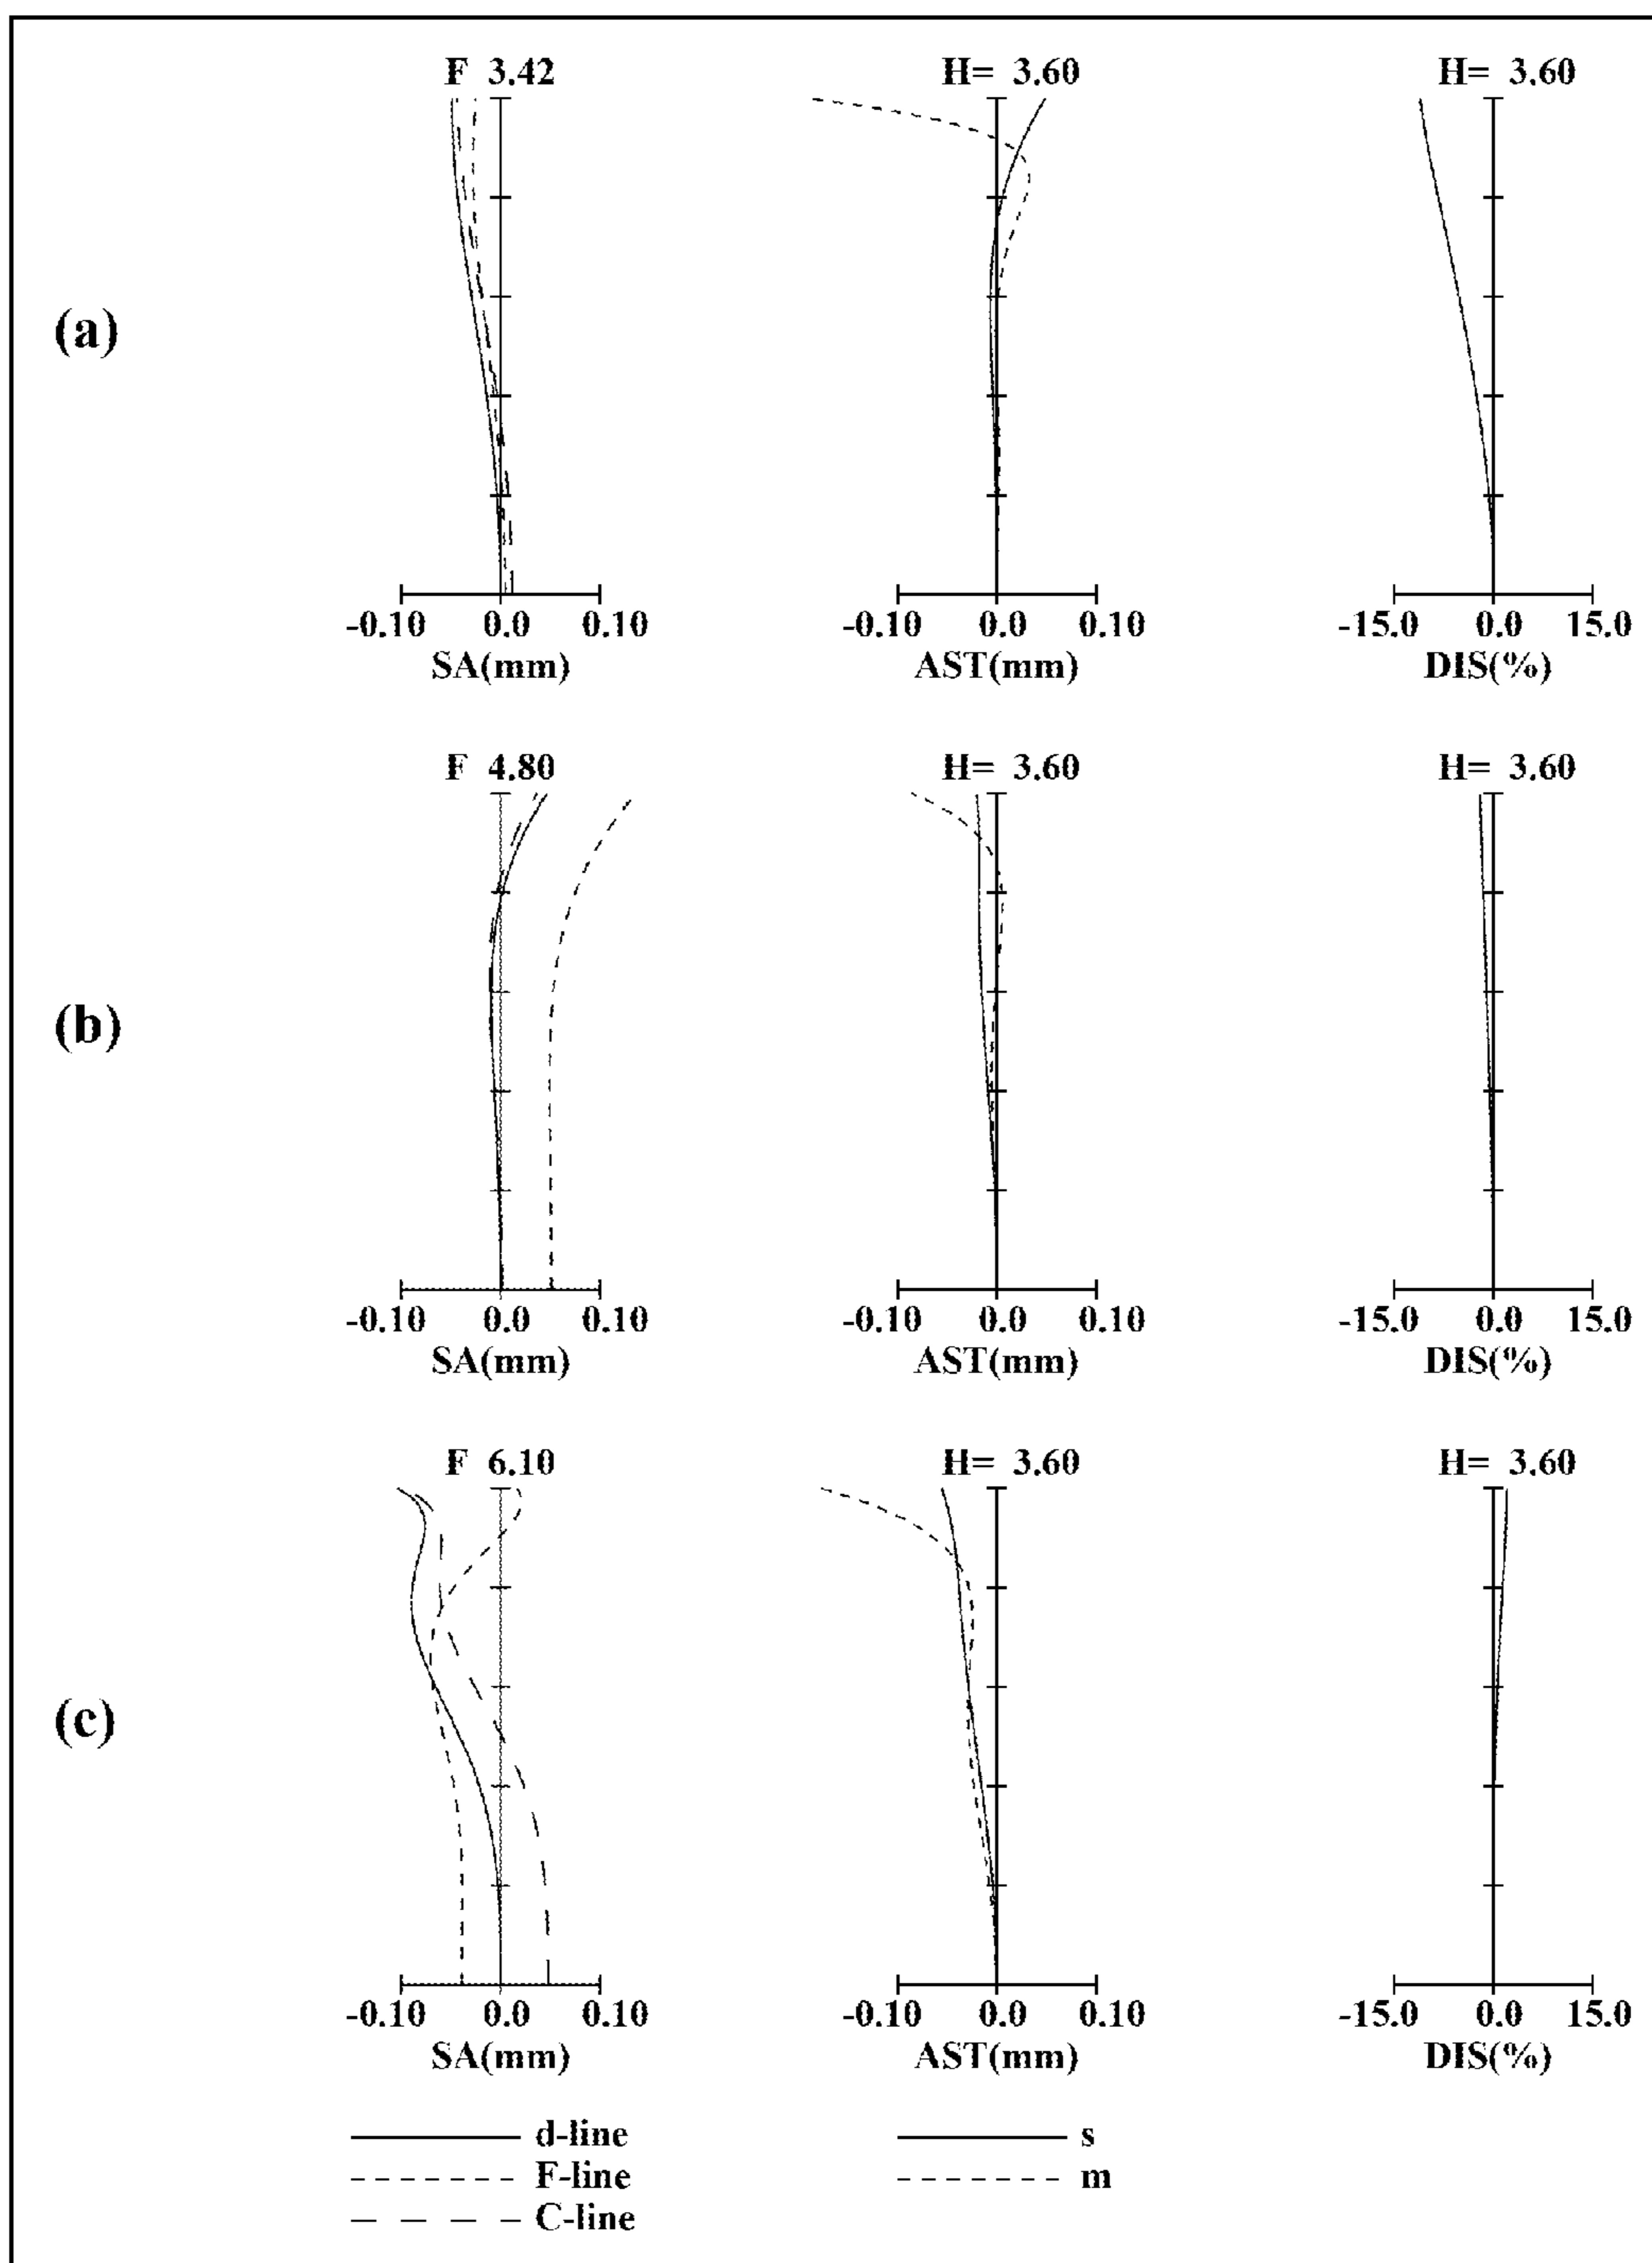 F 3.42 H= 3.60 H= 3.60
(a)
-0.10 0.0 0.10 -0.10 0.0 0.10 -15.0 0.0 15.0
SA(mm) AST(mm) DIS(%)
F 4.80 H= 3.60 H= 3.60
(b)
-0.10 0.0 0.10 -0.10 0.0 0.10 -15.0 0.0 15.0
SA(mm) AST(mm) DIS(%)
F 6.10 H= 3.60 H= 3.60
(c)
-0.10 0.0 0.10 -0.10 0.0 0.10 -15.0 0.0 15.0
SA(mm) AST(mm) DIS(%)
d-line s
F-line m
C-line